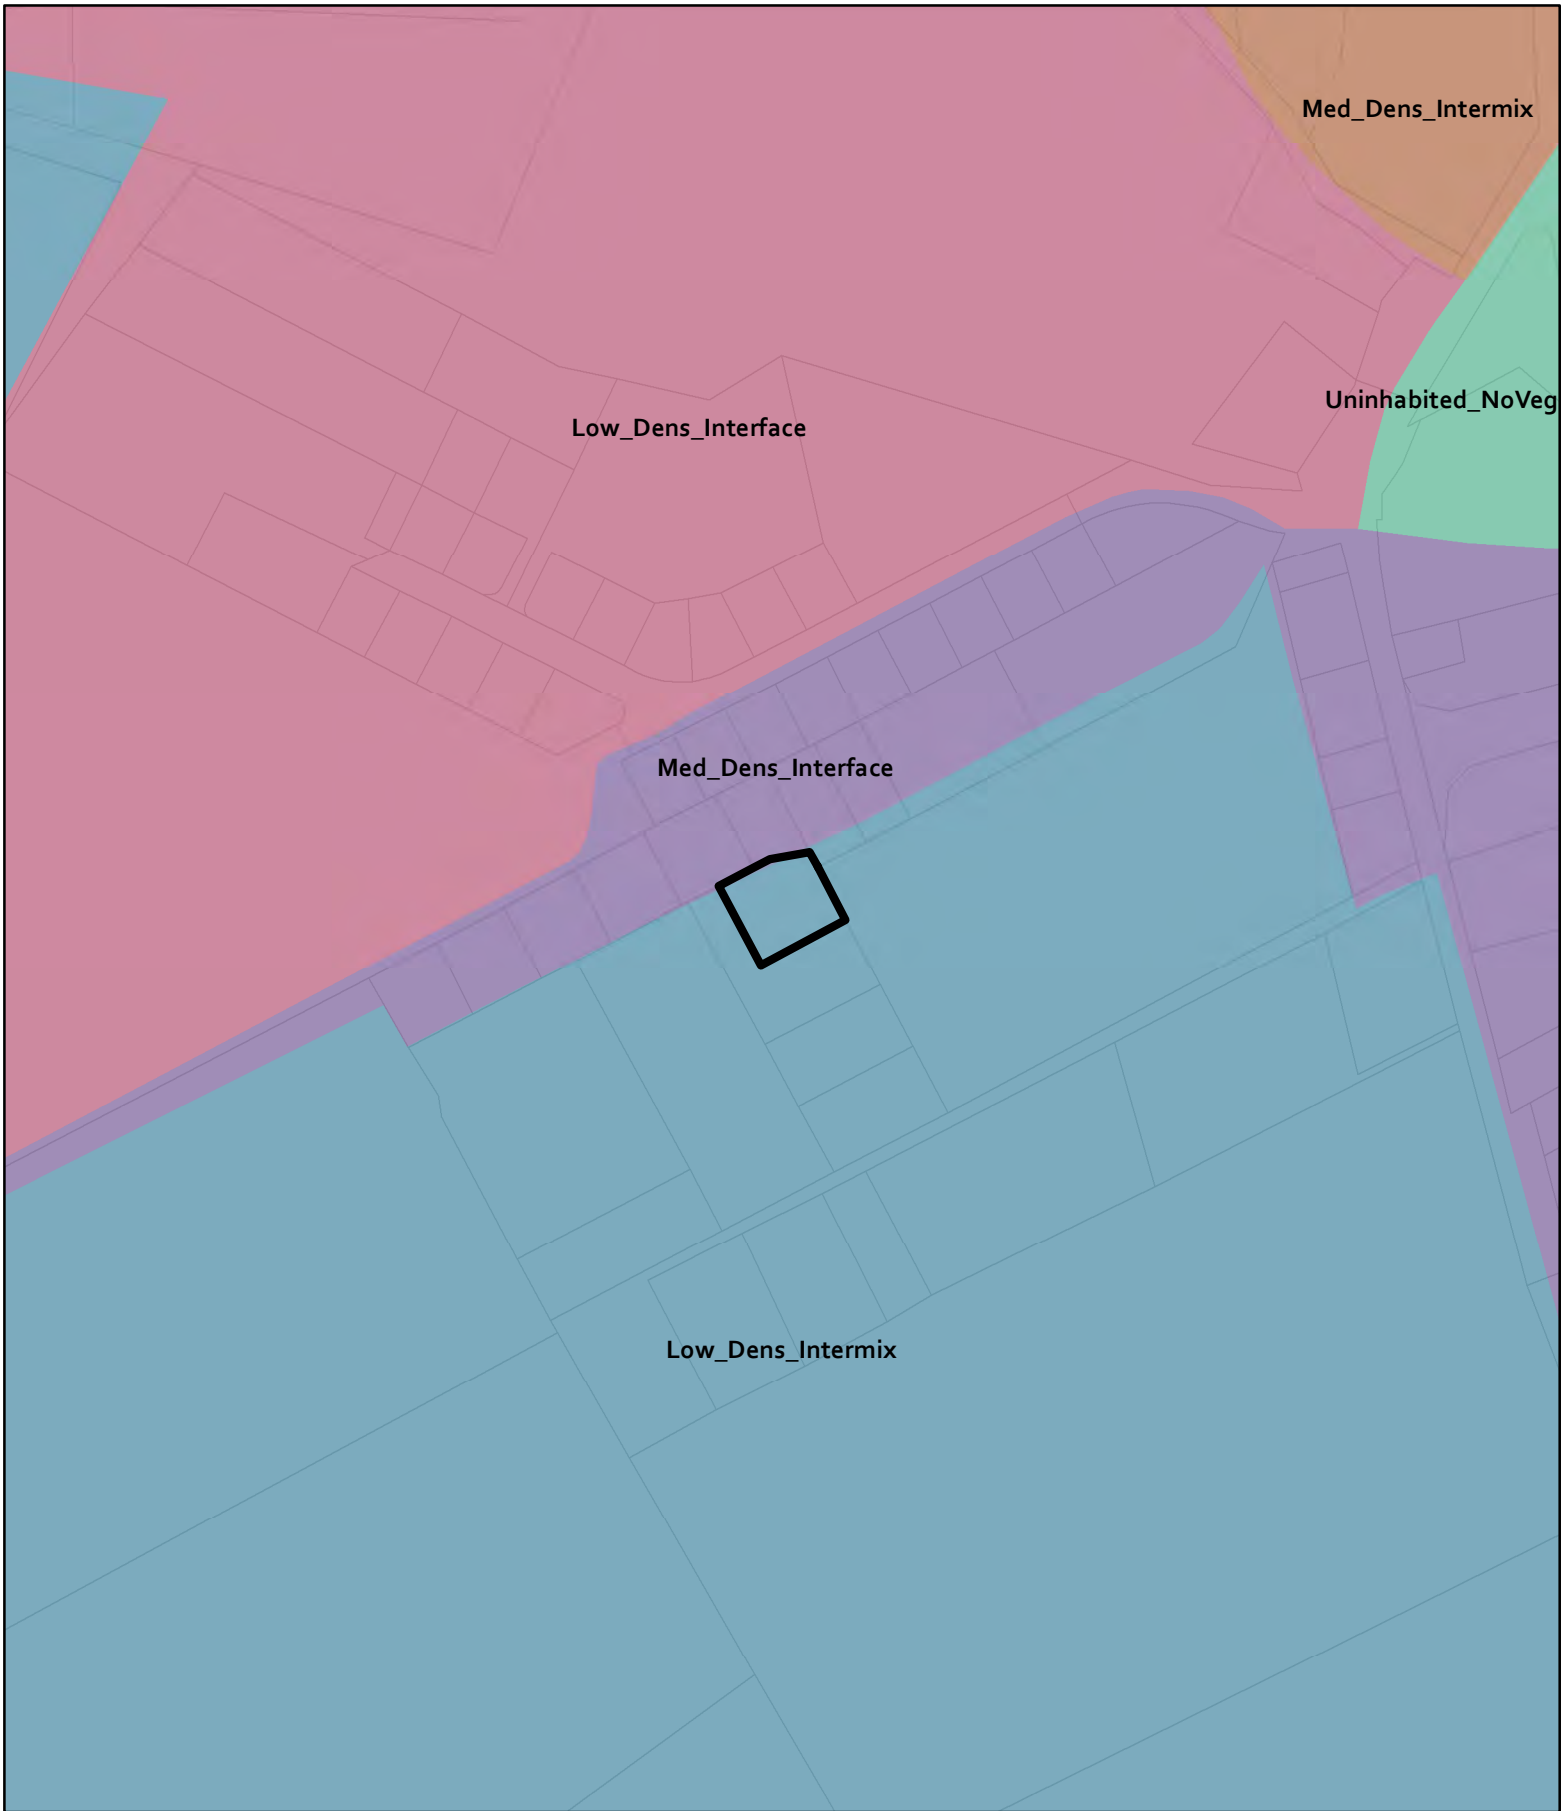 Med_Dens_Intermix
Uninhabited_NoVeg
Low_Dens_Interface
Med_Dens_Interface
Low_Dens_Intermix